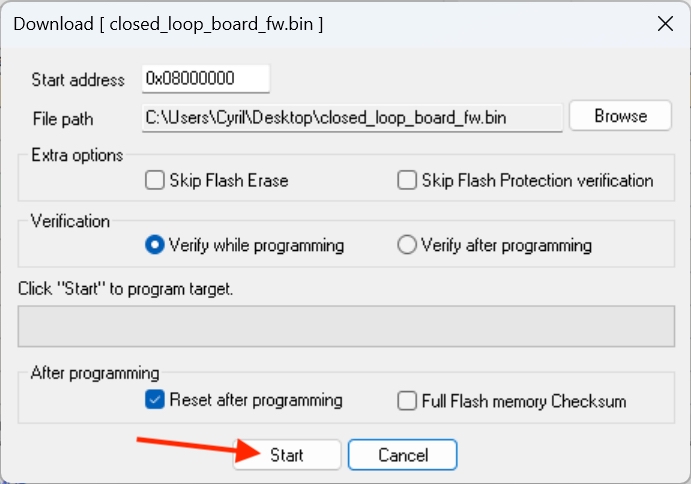 Download [ closed_loop_board_fw.bin ]
Start address 0x08000000
File path C:\Users\Cyril\Desktop\closed_loop_board_fw.bin Browse
Extra options
Skip Flash Erase Skip Flash Protection verification
Verification
Verify while programming Verify after programming
Click "Start" to program target.
After programming
Reset after programming Full Flash memory Checksum
Start Cancel